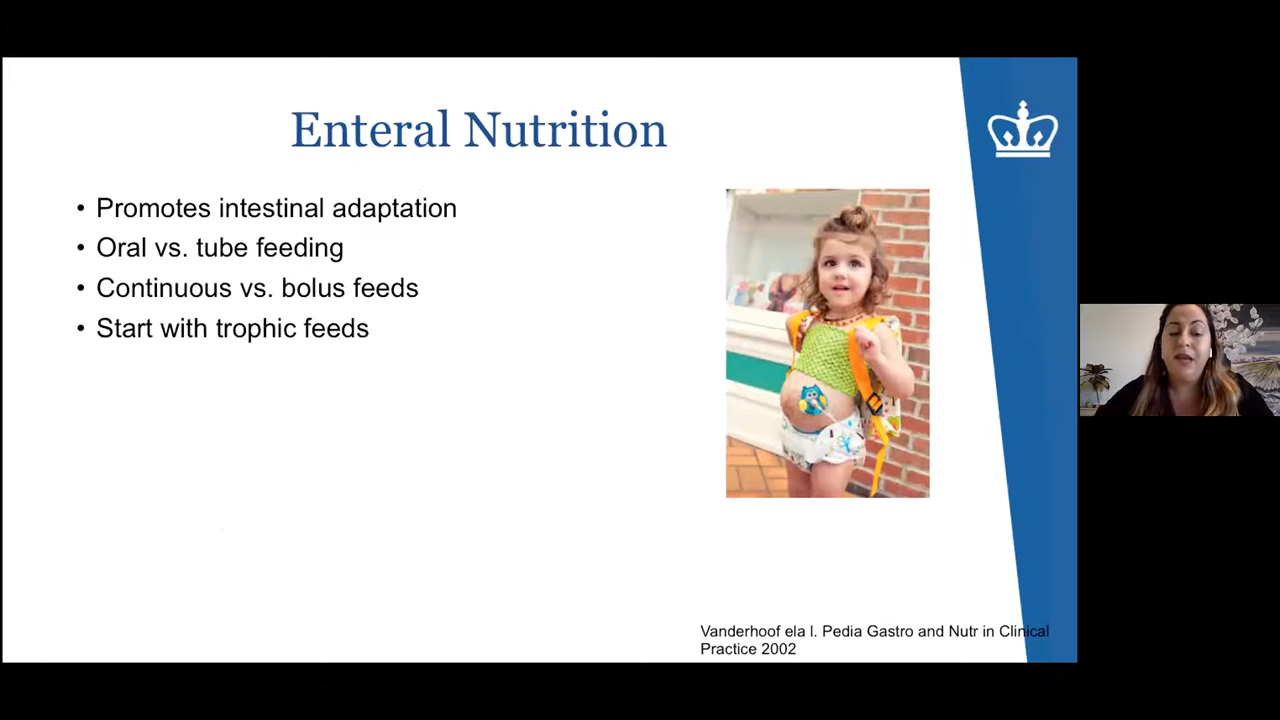 Enteral Nutrition
• Promotes intestinal adaptation
• Oral vs. tube feeding
• Continuous vs. bolus feeds
• Start with trophic feeds
Vanderhoof ela l. Pedia Gastro and Nutr in Clinical
Practice 2002